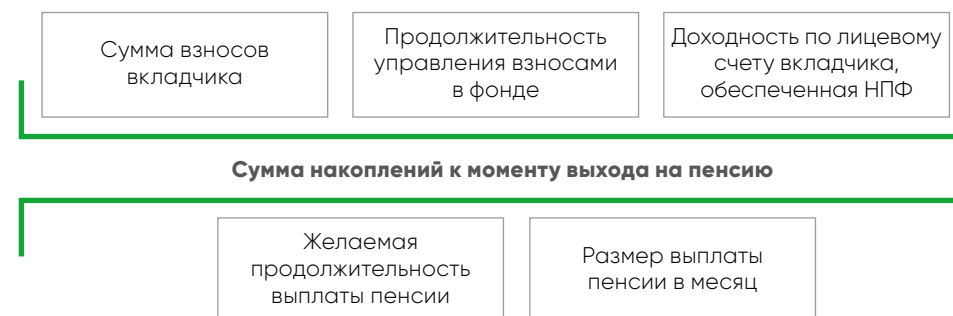 Сумма взносов
вкладчика
Продолжительность
управления взносами
в фонде
Доходность по лицевому
счету вкладчика,
обеспеченная НПФ
Сумма накоплений к моменту выхода на пенсию
Желаемая
продолжительность
выплаты пенсии
Размер выплаты
пенсии в месяц